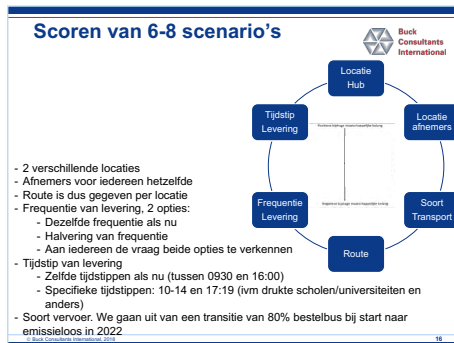 Scoren van 6-8 scenario's
Buck
Consultants
International
Locatie
Hub
Tijdstip
Levering
Locatie
afnemers
Frequentie
Levering
Soort
Transport
Route
- 2 verschillende locaties
- Afnemers voor iedereen hetzelfde
- Route is dus gegeven per locatie
- Frequentie van levering, 2 opties:
- Dezelfde frequentie als nu
- Halvering van frequentie
- Aan iedereen de vraag beide opties te verkennen
- Tijdstip van levering
- Zelfde tijdstippen als nu (tussen 0930 en 16:00)
- Specifieke tijdstippen: 10-14 en 17:19 (ivm drukte scholen/universiteiten en
anders)
- Soort vervoer. We gaan uit van een transitie van 80% bestelbus bij start naar
emissieloos in 2022
© Buck Consultants International, 2018
16